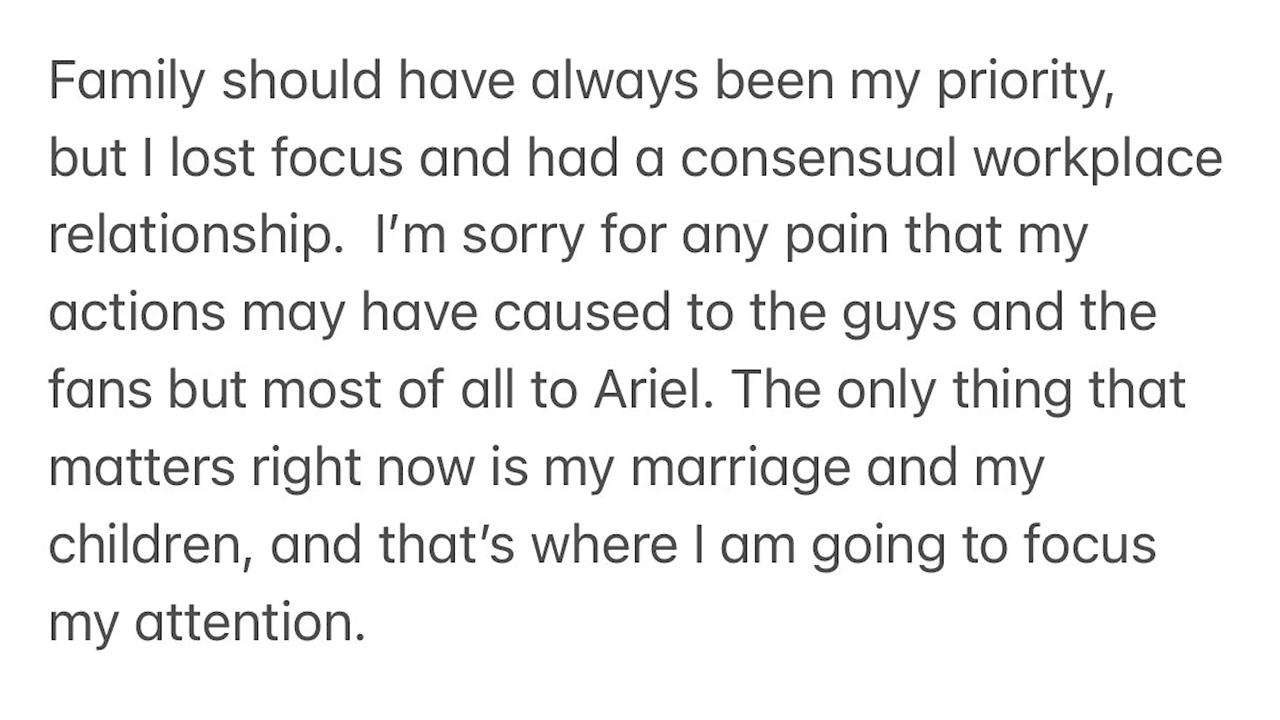 Family should have always been my priority,
but I lost focus and had a consensual workplace
relationship.  I’m sorry for any pain that my
actions may have caused to the guys and the
fans but most of all to Ariel. The only thing that
matters right now is my marriage and my
children, and that’s where I am going to focus
my attention.